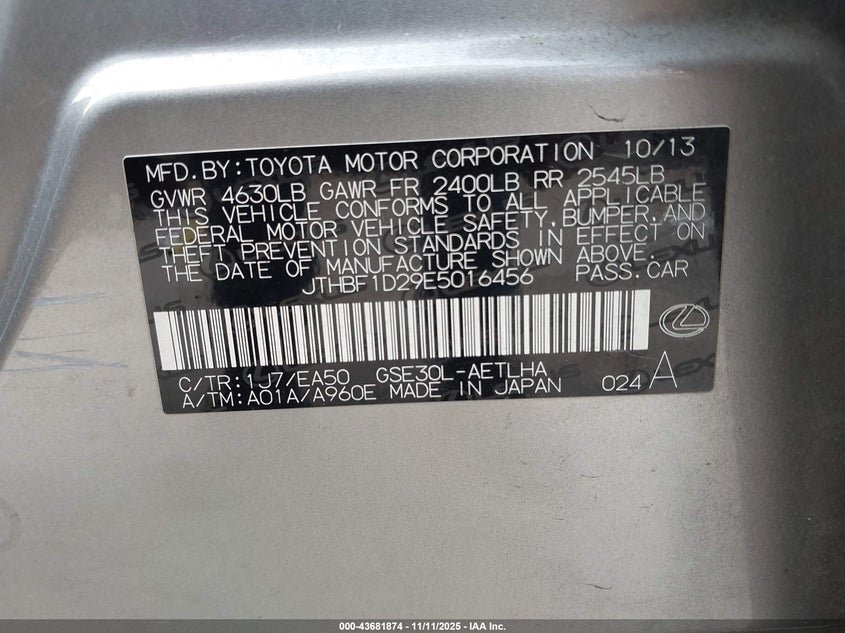 MFD.BY:TOYOTA MOTOR CORPORATION 10/13
GVWR 4630LB GAWR FR 2400LB RR 2545LB
THIS VEHICLE CONFORMS TO ALL APPLICABLE
FEDERAL MOTOR VEHICLE SAFETY, BUMPER, AND
THEFT PREVENTION STANDARDS IN EFFECT ON
THE DATE OF MANUFACTURE SHOWN ABOVE.
JTHBF1D29E5016456 PASS.CAR
C/TR:1J7/EA50 GSE30L-AETLHA
A/TM:A01A/A960E MADE IN JAPAN 024 A
000-43681874 - 11/11/2025 - IAA Inc.